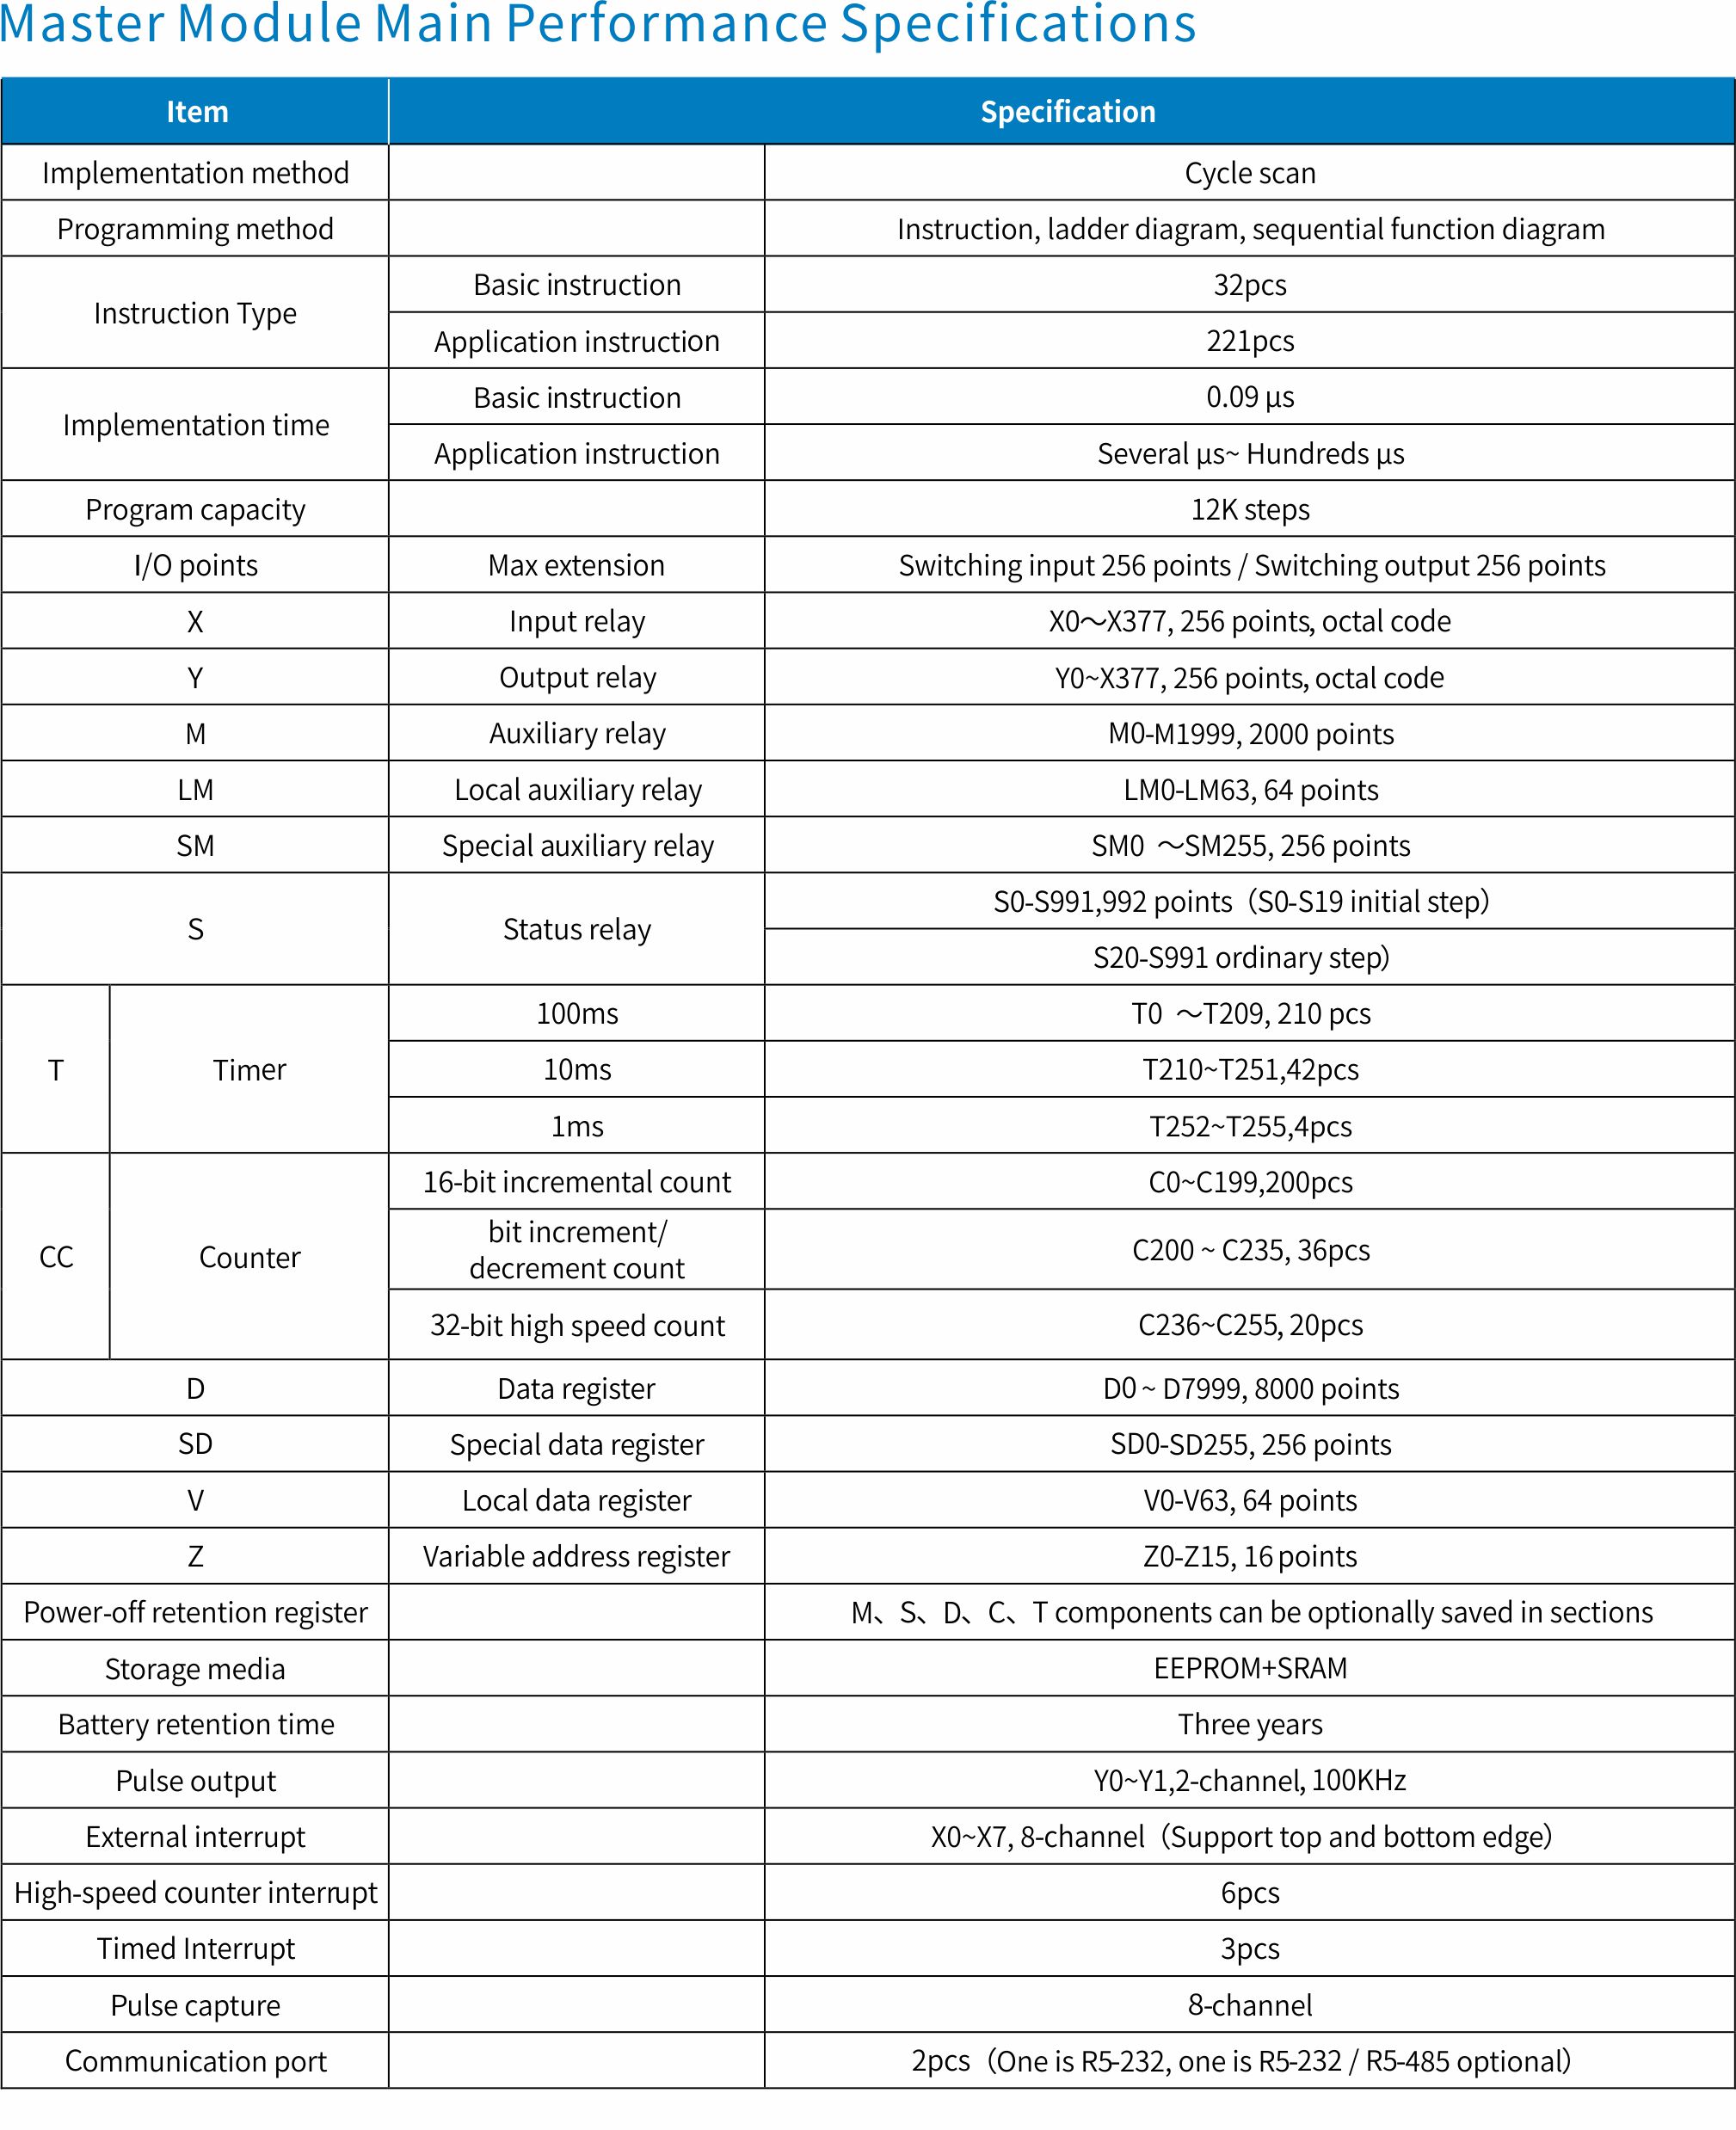 Master Module Main Performance Specifications
Item Specification
Implementation method Cycle scan
Programming method Instruction, ladder diagram, sequential function diagram
Instruction Type Basic instruction 32pcs
Application instruction 221pcs
Implementation time Basic instruction 0.09 µs
Application instruction Several µs~ Hundreds µs
Program capacity 12K steps
I/O points Max extension Switching input 256 points / Switching output 256 points
X Input relay X0～X377, 256 points, octal code
Y Output relay Y0~X377, 256 points, octal code
M Auxiliary relay M0-M1999, 2000 points
LM Local auxiliary relay LM0-LM63, 64 points
SM Special auxiliary relay SM0 ～SM255, 256 points
S Status relay S0-S991,992 points（S0-S19 initial step）
S20-S991 ordinary step）
T Timer 100ms T0 ～T209, 210 pcs
10ms T210~T251,42pcs
1ms T252~T255,4pcs
CC Counter 16-bit incremental count C0~C199,200pcs
bit increment/
decrement count C200 ~ C235, 36pcs
32-bit high speed count C236~C255, 20pcs
D Data register D0 ~ D7999, 8000 points
SD Special data register SD0-SD255, 256 points
V Local data register V0-V63, 64 points
Z Variable address register Z0-Z15, 16 points
Power-off retention register M、S、D、C、T components can be optionally saved in sections
Storage media EEPROM+SRAM
Battery retention time Three years
Pulse output Y0~Y1,2-channel, 100KHz
External interrupt X0~X7, 8-channel（Support top and bottom edge）
High-speed counter interrupt 6pcs
Timed Interrupt 3pcs
Pulse capture 8-channel
Communication port 2pcs（One is R5-232, one is R5-232 / R5-485 optional）